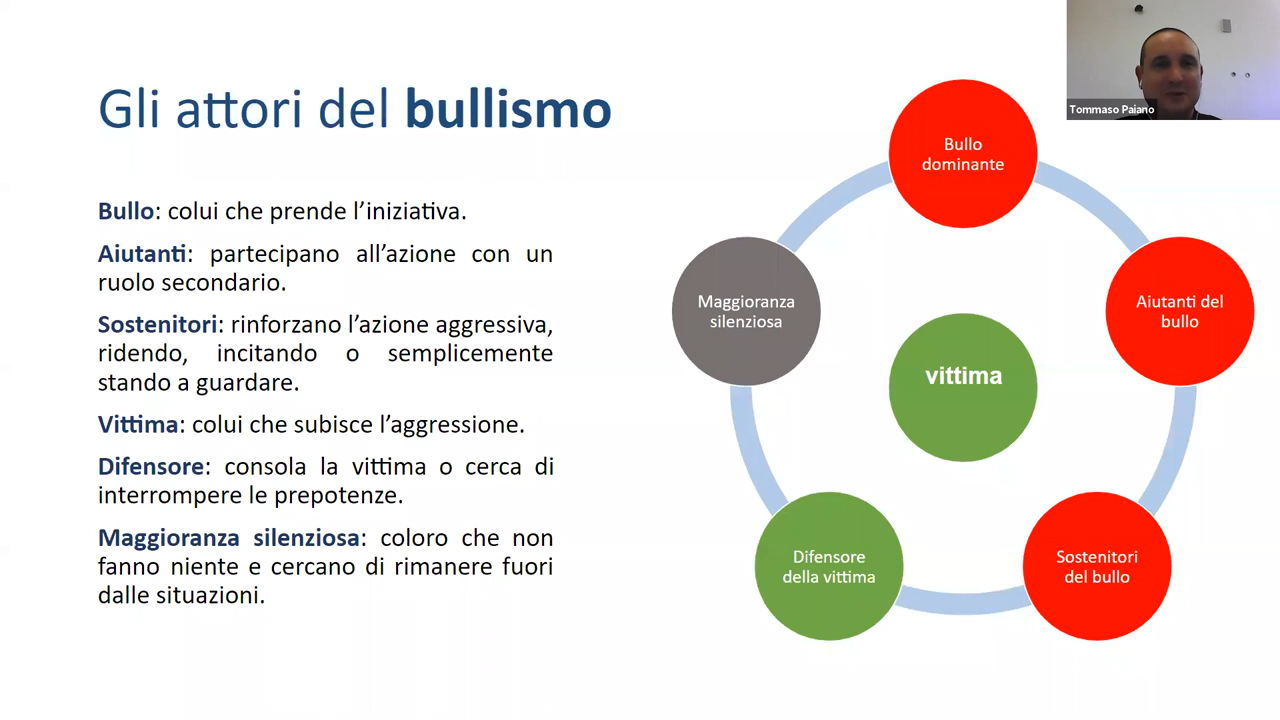 Gli attori del bullismo
Bullo: colui che prende l’iniziativa.
Aiutanti: partecipano all’azione con un
ruolo secondario.
Sostenitori: rinforzano l’azione aggressiva,
ridendo, incitando o semplicemente
stando a guardare.
Vittima: colui che subisce l’aggressione.
Difensore: consola la vittima o cerca di
interrompere le prepotenze.
Maggioranza silenziosa: coloro che non
fanno niente e cercano di rimanere fuori
dalle situazioni.
Bullo
dominante
Aiutanti del
bullo
Sostenitori
del bullo
Difensore
della vittima
Maggioranza
silenziosa
vittima
Tommaso Paiano